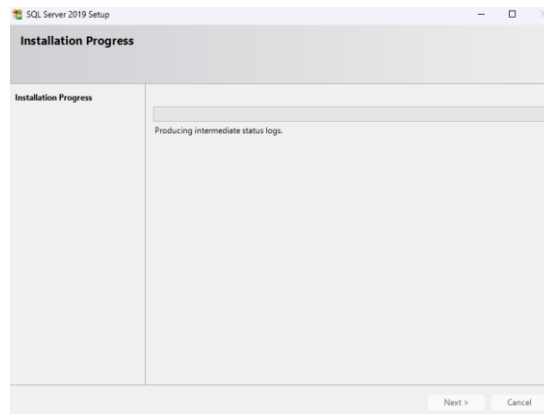 SQL Server 2019 Setup
Installation Progress
Installation Progress
Producing intermediate status logs.
Next >
Cancel